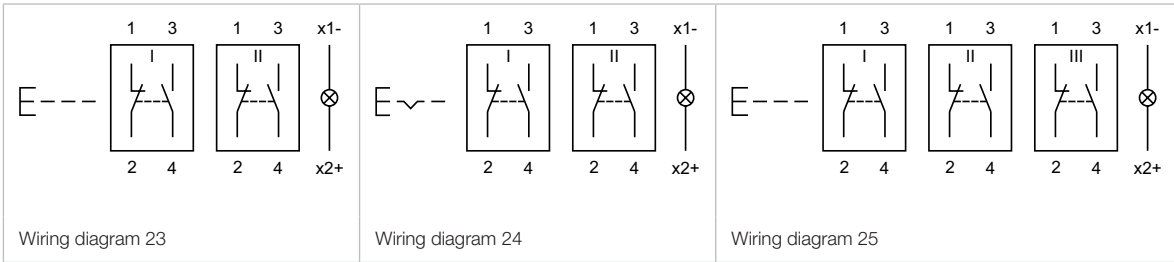 1 3 1 3 x1-
I II
2 4 2 4 x2+
Wiring diagram 23
1 3 1 3 x1-
I II
2 4 2 4 x2+
Wiring diagram 24
1 3 1 3 1 3 x1-
I II III
2 4 2 4 2 4 x2+
Wiring diagram 25